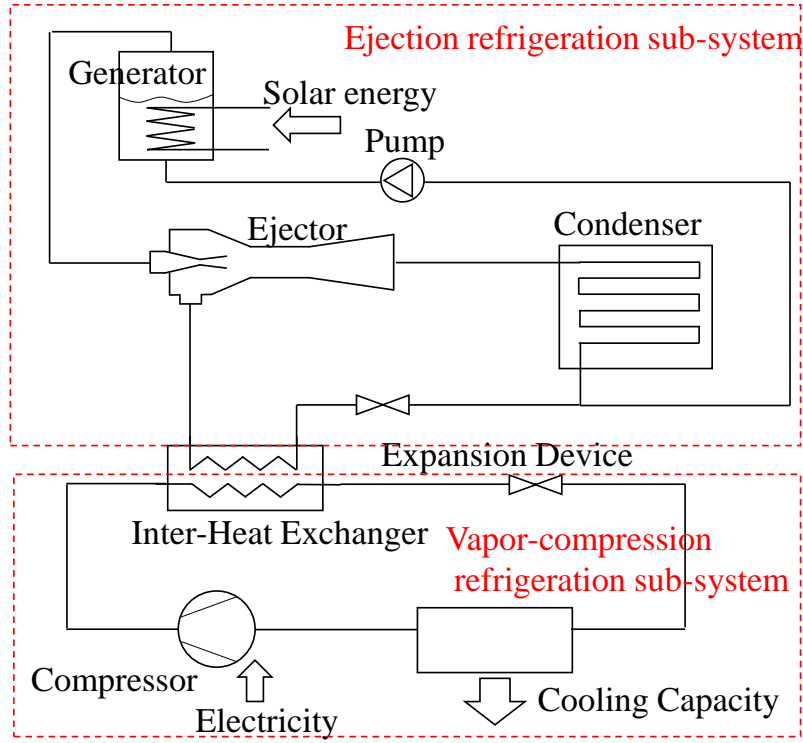 Ejection refrigeration sub-system
Generator
Solar energy
Pump
Ejector
Condenser
Expansion Device
Inter-Heat Exchanger
Vapor-compression
refrigeration sub-system
Compressor
Electricity
Cooling Capacity